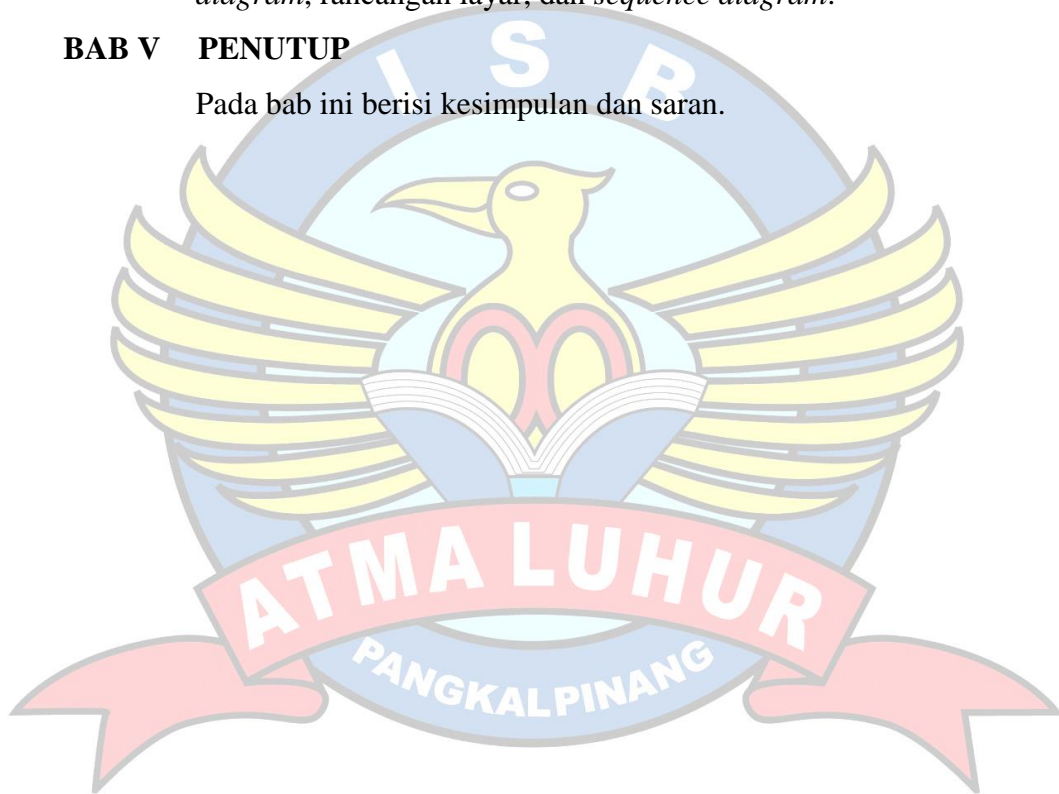 diagram, rancangan layar, dan sequence diagram.
BAB V PENUTUP
Pada bab ini berisi kesimpulan dan saran.
I S B
ATMA LUHUR
PANGKALPINANG